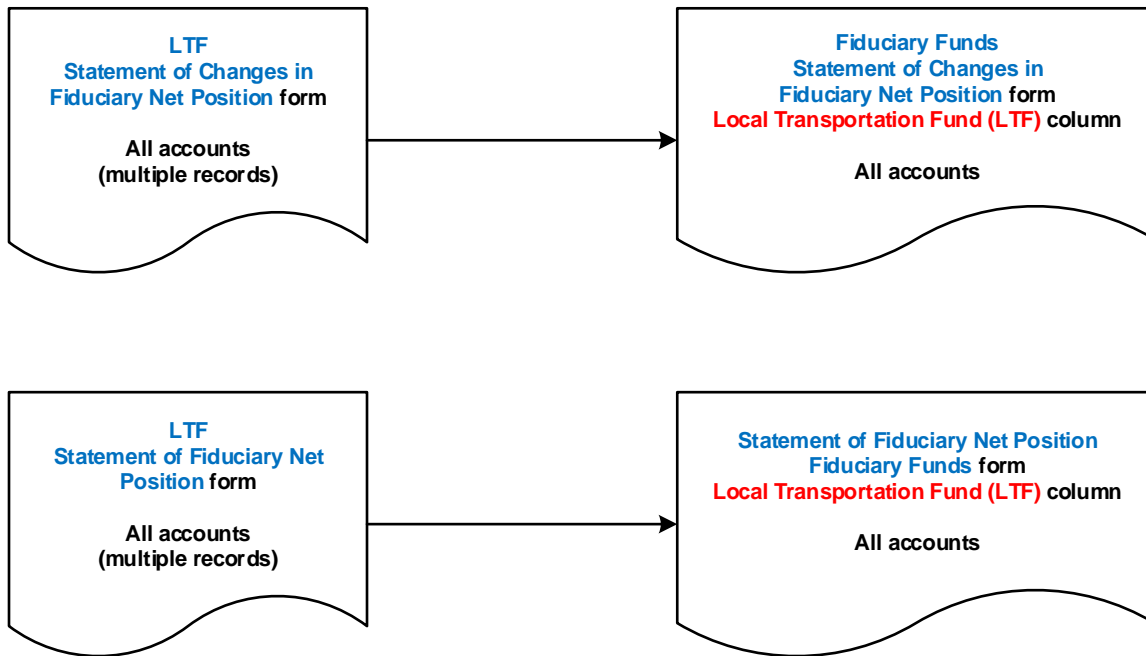 LTF
Statement of Changes in
Fiduciary Net Position form
All accounts
(multiple records)
Fiduciary Funds
Statement of Changes in
Fiduciary Net Position form
Local Transportation Fund (LTF) column
All accounts
LTF
Statement of Fiduciary Net
Position form
All accounts
(multiple records)
Statement of Fiduciary Net Position
Fiduciary Funds form
Local Transportation Fund (LTF) column
All accounts